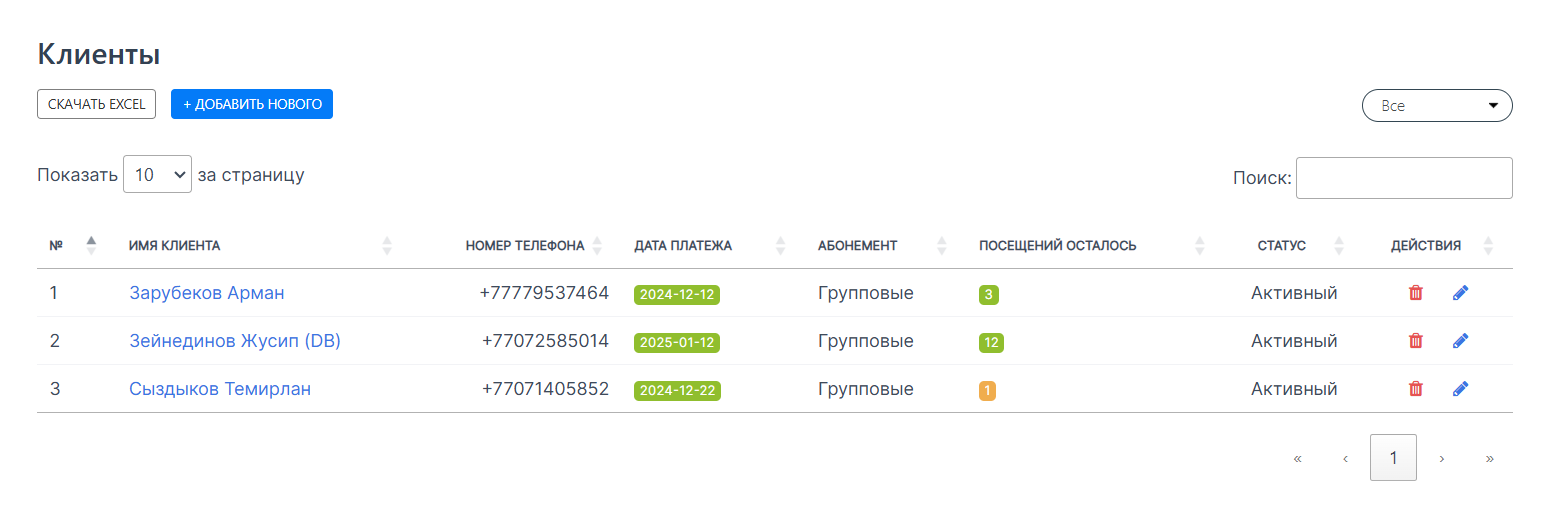 Клиенты
СКАЧАТЬ EXCEL + ДОБАВИТЬ НОВОГО Все
Показать 10 за страницу Поиск:
№ ИМЯ КЛИЕНТА НОМЕР ТЕЛЕФОНА ДАТА ПЛАТЕЖА АБОНЕМЕНТ ПОСЕЩЕНИЙ ОСТАЛОСЬ СТАТУС ДЕЙСТВИЯ
1 Зарубеков Арман +77779537464 2024-12-12 Групповые 3 Активный
2 Зейнединов Жусип (DB) +77072585014 2025-01-12 Групповые 12 Активный
3 Сыздыков Темирлан +77071405852 2024-12-22 Групповые 1 Активный
« ‹ 1 › »